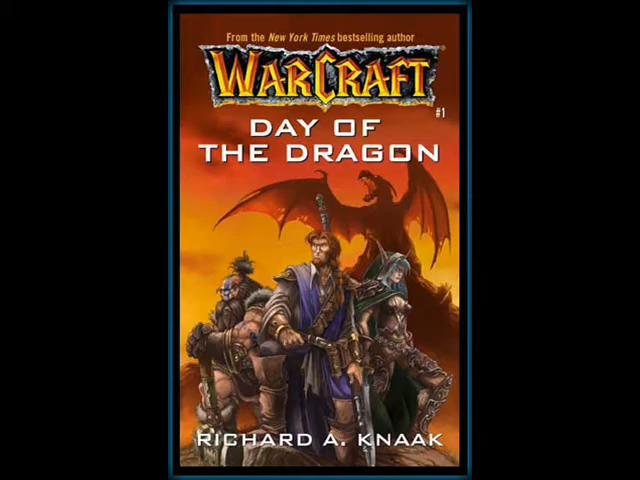 From the New York Times bestselling author
WARCRAFT
#1
DAY OF
THE DRAGON
RICHARD A. KNAAK